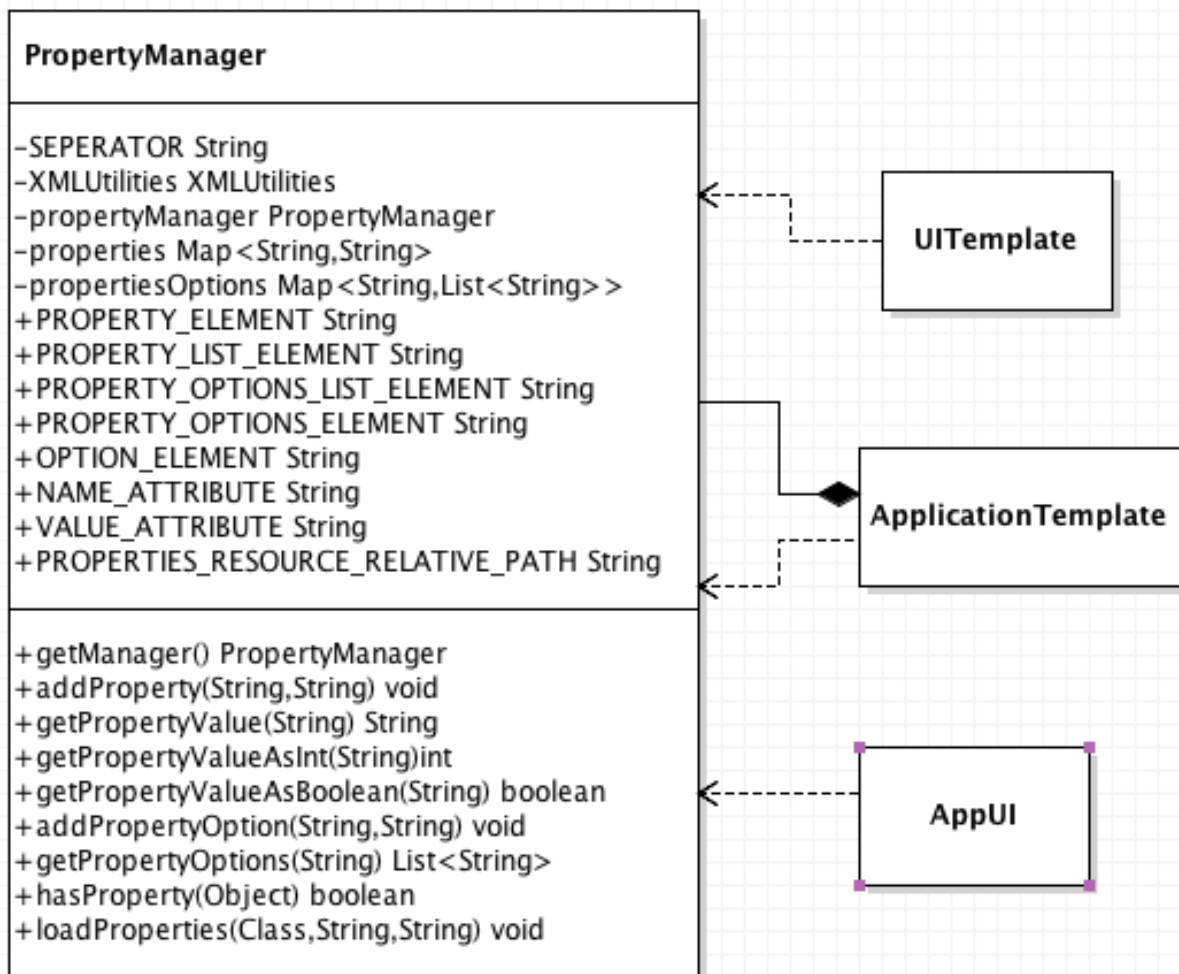 PropertyManager
-SEPERATOR String
-XMLUtilities XMLUtilities
-propertyManager PropertyManager
-properties Map<String,String>
-propertiesOptions Map<String,List<String>>
+PROPERTY_ELEMENT String
+PROPERTY_LIST_ELEMENT String
+PROPERTY_OPTIONS_LIST_ELEMENT String
+PROPERTY_OPTIONS_ELEMENT String
+OPTION_ELEMENT String
+NAME_ATTRIBUTE String
+VALUE_ATTRIBUTE String
+PROPERTIES_RESOURCE_RELATIVE_PATH String
+getManager() PropertyManager
+addProperty(String,String) void
+getPropertyValue(String) String
+getPropertyValueAsInt(String)int
+getPropertyValueAsBoolean(String) boolean
+addPropertyOption(String,String) void
+getPropertyOptions(String) List<String>
+hasProperty(Object) boolean
+loadProperties(Class,String,String) void
UITemplate
ApplicationTemplate
AppUI